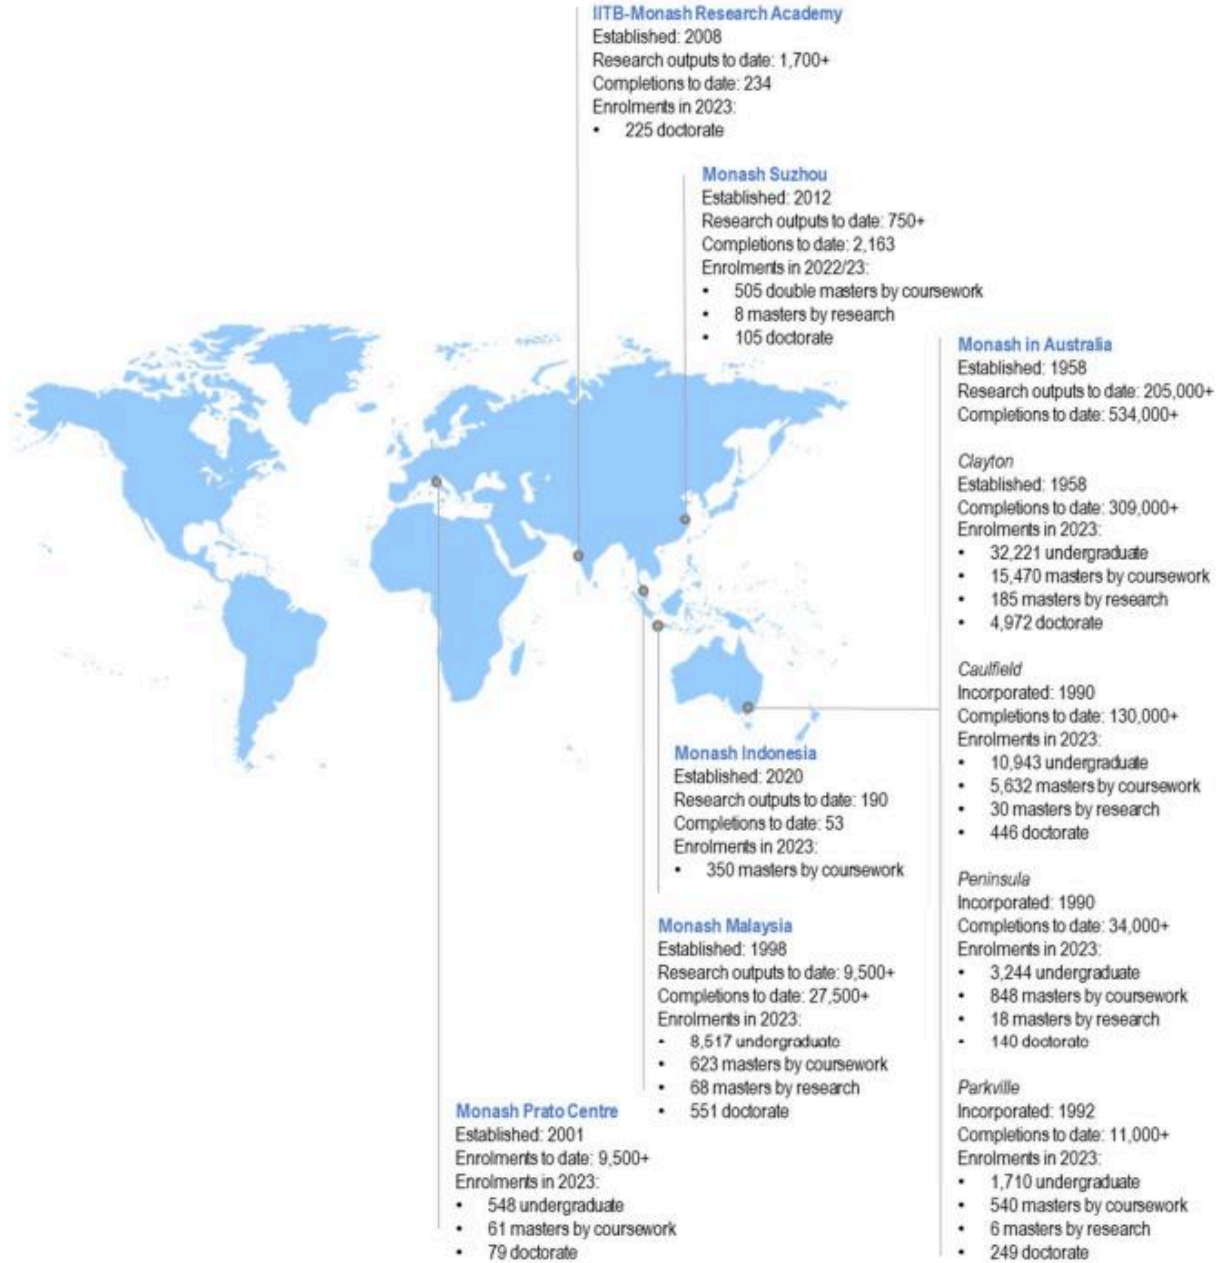 IITB-Monash Research Academy
Established: 2008
Research outputs to date: 1,700+
Completions to date: 234
Enrolments in 2023:
• 225 doctorate
Monash Suzhou
Established: 2012
Research outputs to date: 750+
Completions to date: 2,163
Enrolments in 2022/23:
• 505 double masters by coursework
• 8 masters by research
• 105 doctorate
Monash in Australia
Established: 1958
Research outputs to date: 205,000+
Completions to date: 534,000+
Clayton
Established: 1958
Completions to date: 309,000+
Enrolments in 2023:
• 32,221 undergraduate
• 15,470 masters by coursework
• 185 masters by research
• 4,972 doctorate
Caulfield
Incorporated: 1990
Completions to date: 130,000+
Enrolments in 2023:
• 10,943 undergraduate
• 5,632 masters by coursework
• 30 masters by research
• 446 doctorate
Peninsula
Incorporated: 1990
Completions to date: 34,000+
Enrolments in 2023:
• 3,244 undergraduate
• 848 masters by coursework
• 18 masters by research
• 140 doctorate
Parkville
Incorporated: 1992
Completions to date: 11,000+
Enrolments in 2023:
• 1,710 undergraduate
• 540 masters by coursework
• 6 masters by research
• 249 doctorate
Monash Indonesia
Established: 2020
Research outputs to date: 190
Completions to date: 53
Enrolments in 2023:
• 350 masters by coursework
Monash Malaysia
Established: 1998
Research outputs to date: 9,500+
Completions to date: 27,500+
Enrolments in 2023:
• 8,517 undergraduate
• 623 masters by coursework
• 68 masters by research
• 551 doctorate
Monash Prato Centre
Established: 2001
Enrolments to date: 9,500+
Enrolments in 2023:
• 548 undergraduate
• 61 masters by coursework
• 79 doctorate